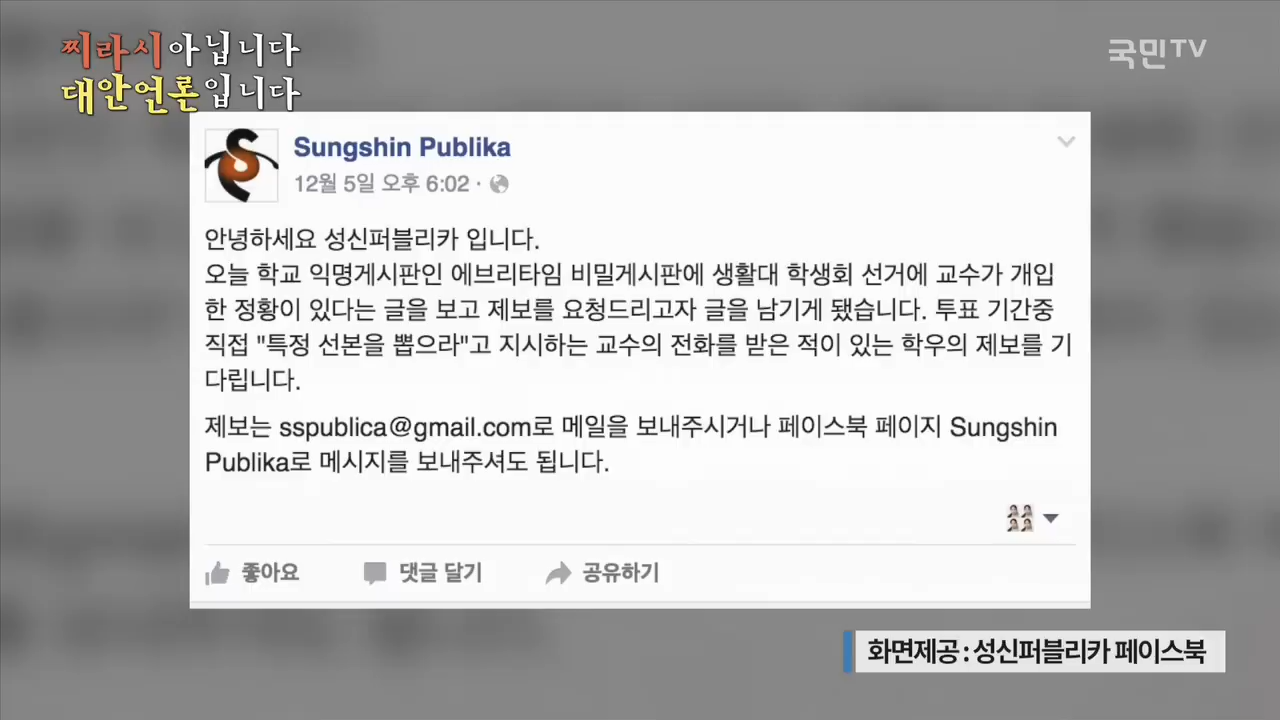 찌라시아닙니다
대안언론입니다
국민TV
Sungshin Publika
12월 5일 오후 6:02 ·
안녕하세요 성신퍼블리카 입니다.
오늘 학교 익명게시판인 에브리타임 비밀게시판에 생활대 학생회 선거에 교수가 개입
한 정황이 있다는 글을 보고 제보를 요청드리고자 글을 남기게 됐습니다. 투표 기간중
직접 "특정 선본을 뽑으라"고 지시하는 교수의 전화를 받은 적이 있는 학우의 제보를 기
다립니다.
제보는 sspublica@gmail.com로 메일을 보내주시거나 페이스북 페이지 Sungshin
Publika로 메시지를 보내주셔도 됩니다.
좋아요 댓글 달기 공유하기
화면제공 : 성신퍼블리카 페이스북